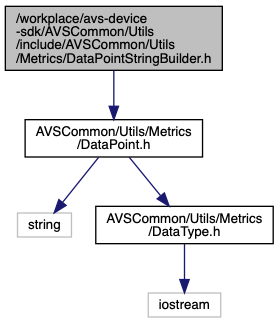 /workplace/avs-device
-sdk/AVSCommon/Utils
/include/AVSCommon/Utils
/Metrics/DataPointStringBuilder.h
AVSCommon/Utils/Metrics
/DataPoint.h
string
AVSCommon/Utils/Metrics
/DataType.h
iostream